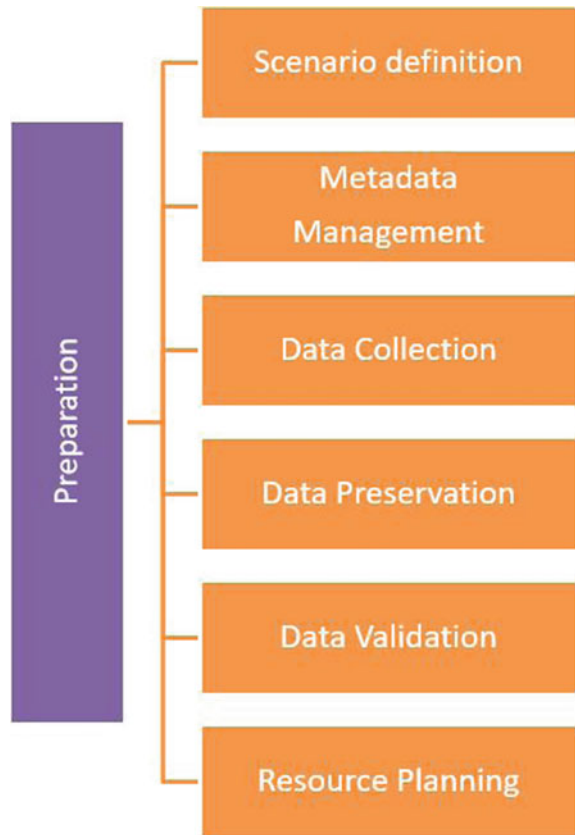 Preparation
Scenario definition
Metadata
Management
Data Collection
Data Preservation
Data Validation
Resource Planning